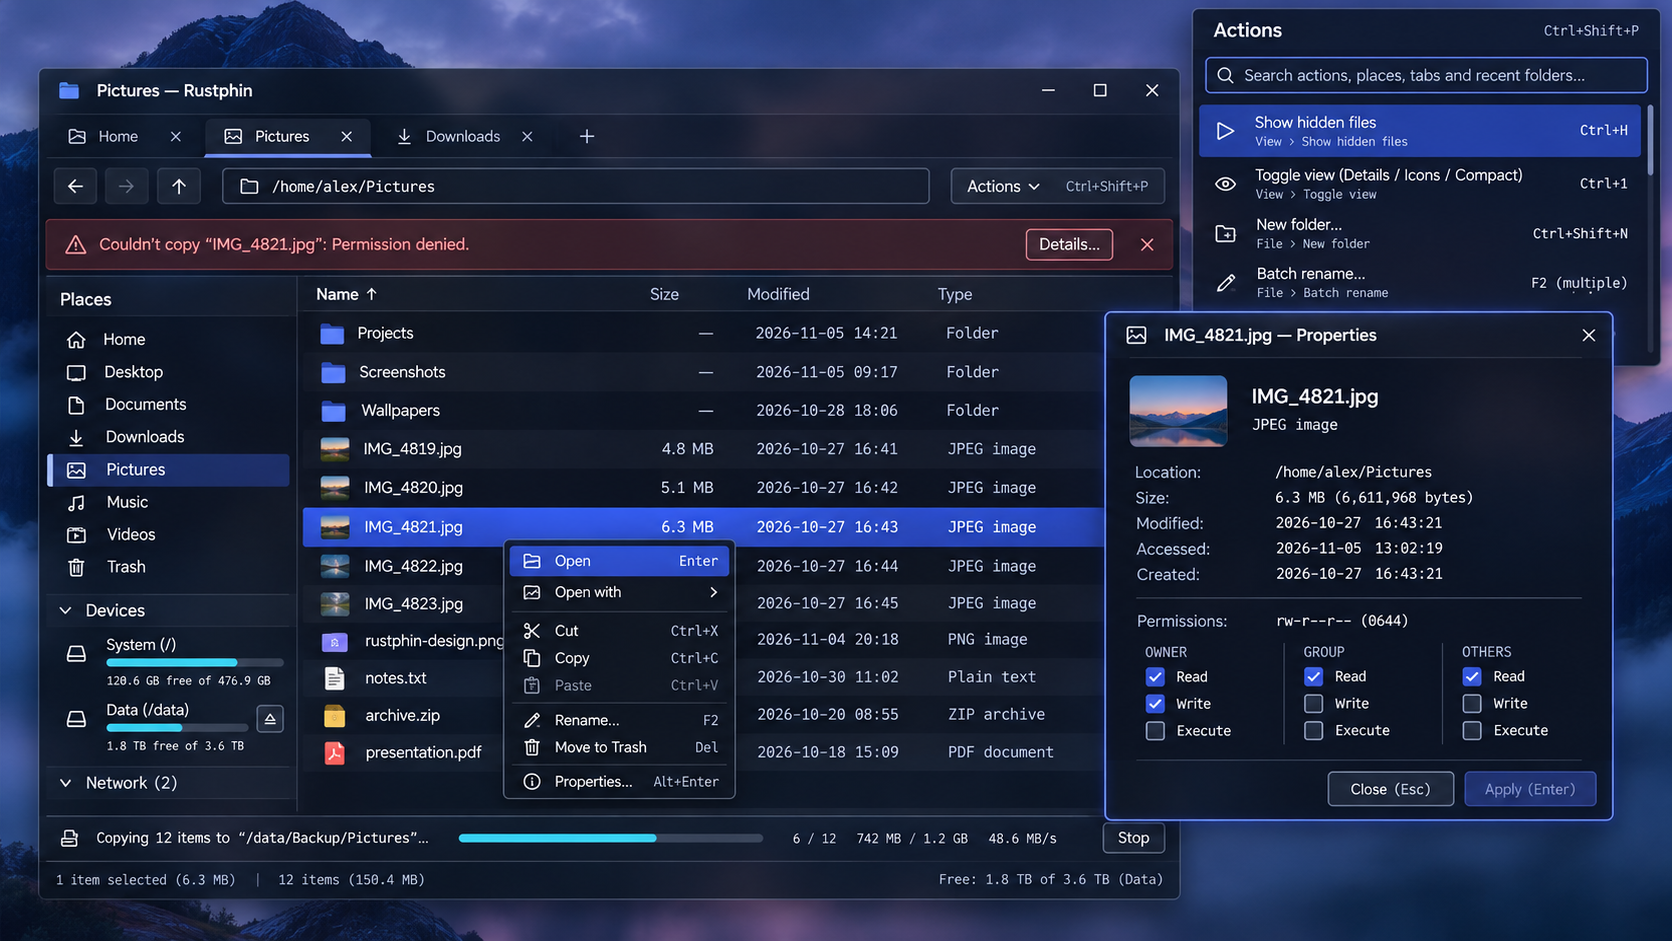 Pictures — Rustphin
Home
Pictures
Downloads
/home/alex/Pictures
Actions Ctrl+Shift+P
Couldn't copy “IMG_4821.jpg”: Permission denied.
Details...
Places
Home
Desktop
Documents
Downloads
Pictures
Music
Videos
Trash
Devices
System (/)
120.6 GB free of 476.9 GB
Data (/data)
1.8 TB free of 3.6 TB
Network (2)
Name ↑ Size Modified Type
Projects — 2026-11-05 14:21 Folder
Screenshots — 2026-11-05 09:17 Folder
Wallpapers — 2026-10-28 18:06 Folder
IMG_4819.jpg 4.8 MB 2026-10-27 16:41 JPEG image
IMG_4820.jpg 5.1 MB 2026-10-27 16:42 JPEG image
IMG_4821.jpg 6.3 MB 2026-10-27 16:43 JPEG image
IMG_4822.jpg 2026-10-27 16:44 JPEG image
IMG_4823.jpg 2026-10-27 16:45 JPEG image
rustphin-design.png 2026-11-04 20:18 PNG image
notes.txt 2026-10-30 11:02 Plain text
archive.zip 2026-10-20 08:55 ZIP archive
presentation.pdf 2026-10-18 15:09 PDF document
Open Enter
Open with
Cut Ctrl+X
Copy Ctrl+C
Paste Ctrl+V
Rename... F2
Move to Trash Del
Properties... Alt+Enter
Copying 12 items to “/data/Backup/Pictures”... 6 / 12 742 MB / 1.2 GB 48.6 MB/s Stop
1 item selected (6.3 MB) | 12 items (150.4 MB) Free: 1.8 TB of 3.6 TB (Data)
Actions Ctrl+Shift+P
Search actions, places, tabs and recent folders...
Show hidden files Ctrl+H
View › Show hidden files
Toggle view (Details / Icons / Compact) Ctrl+1
View › Toggle view
New folder... Ctrl+Shift+N
File › New folder
Batch rename... F2 (multiple)
File › Batch rename
IMG_4821.jpg — Properties
IMG_4821.jpg
JPEG image
Location: /home/alex/Pictures
Size: 6.3 MB (6,611,968 bytes)
Modified: 2026-10-27 16:43:21
Accessed: 2026-11-05 13:02:19
Created: 2026-10-27 16:43:21
Permissions: rw-r--r-- (0644)
OWNER GROUP OTHERS
Read Read Read
Write Write Write
Execute Execute Execute
Close (Esc) Apply (Enter)